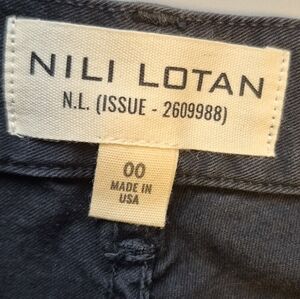 NILI LOTAN
N.L. (ISSUE - 2609988)
00
MADE IN
USA